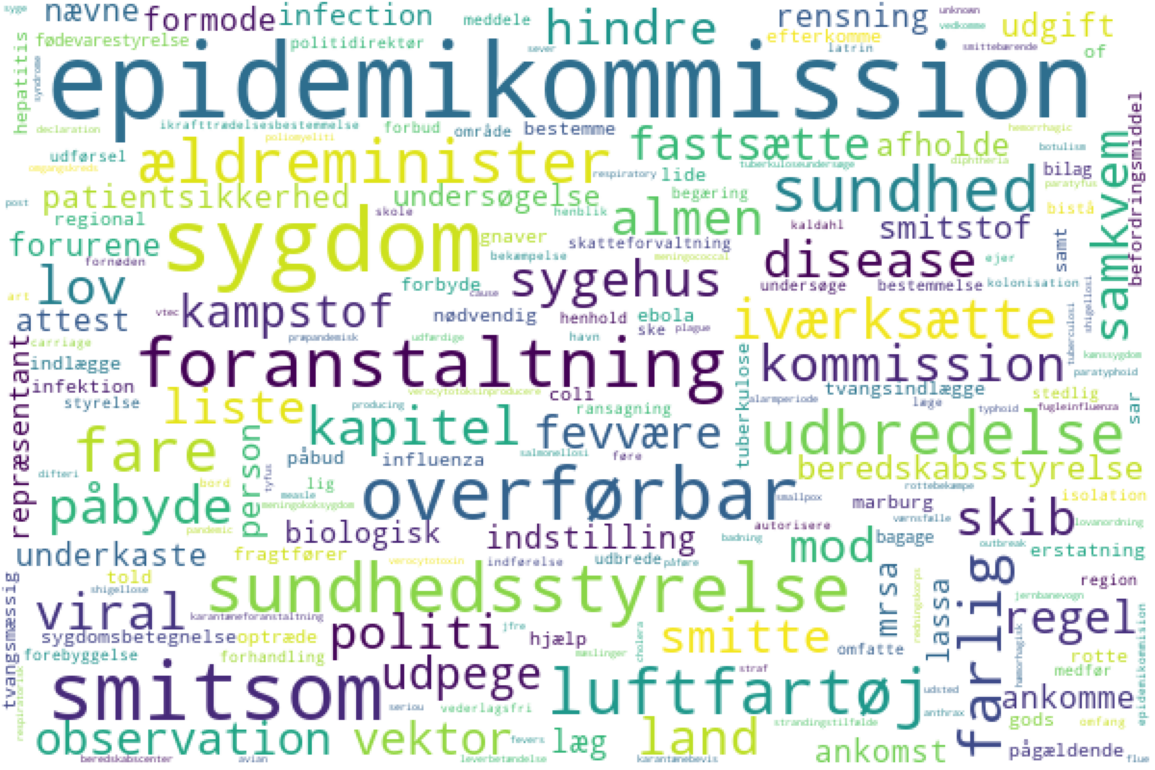 syge
nævne
formode
infection
meddele
hindre
rensning
unknown
vedkomme
udgift
fødevarestyrelse
politidirektør
sever
efterkomme
latrin
smittebærende
of
hepatitis
syndrome
epidemikommission
declaration
ikrafttrædelsesbestemmelse
poliomyeliti
forbud
område
bestemme
hemorrhagic
botulism
udførsel
omgangskreds
ældreminister
fastsætte
afholde
tuberkuloseundersøge
diphtheria
bilag
respiratory
lide
paratyfus
samkvem
befordringsmiddel
patientsikkerhed
undersøgelse
begæring
sundhed
post
regional
skole
henblik
almen
kaldahl
smitstof
bistå
forurene
sygdom
gnaver
skatteforvaltning
samt
fornøden
bekæmpelse
meningococcal
disease
ejer
lov
forbyde
sygehus
undersøge
bestemmelse
kolonisation
art
kampstof
cause
vtec
nødvendig
henhold
ebola
iværksætte
shigellosi
attest
præpandemisk
udfærdige
havn
ske
plague
tuberculosi
carriage
foranstaltning
kommission
kønssygdom
indlægge
paratyphoid
repræsentant
infektion
verocytotoksinproducere
coli
tuberkulose
tvangsindlægge
stedlig
styrelse
liste
producing
ransagning
alarmperiode
læge
typhoid
fugleinfluenza
sar
kapitel
fevvære
udbredelse
fare
person
påbud
influenza
salmonellosi
føre
difteri
tyfus
bord
lig
beredskabsstyrelse
rottebekæmpe
påbyde
measle
meningokoksygdom
overførbar
smallpox
marburg
isolation
skib
værnsfælle
pandemic
biologisk
indstilling
autorisere
badning
lovanordning
mod
bagage
outbreak
underkaste
fragtfører
verocytotoxin
indførelse
udbrede
påføre
erstatning
told
shigellose
sundhedsstyrelse
mrsa
redningskorps
lassa
farlig
region
tvangsmæssig
viral
karantæneforanstaltning
jernbanevogn
regel
sygdomsbetegnelse
optræde
politi
jfre
hjælp
cholera
smitte
omfatte
hæmorrhagisk
epidemikommission
forebyggelse
forhandling
mæslinger
rotte
respiratorisk
smitsom
udpege
straf
luftfartøj
udsted
medfør
seriou
vederlagsfri
anthrax
ankomme
strandingstilfælde
gods
omfang
observation
vektor
fevers
læg
land
ankomst
pågældende
beredskabscenter
avian
leverbetændelse
karantænebevis
flue